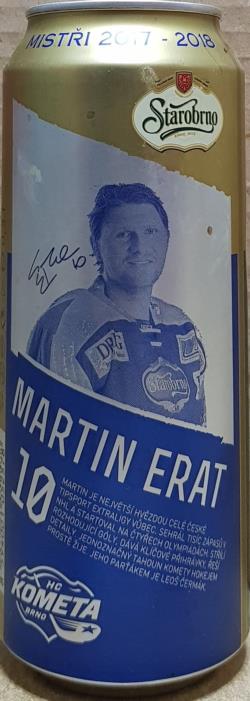 MISTŘI 2017 - 2018
Starobrno
DRG
Starobrno
MARTIN ERAT
10
MARTIN JE NEJVĚTŠÍ HVĚZDOU CELÉ ČESKÉ
TIPSPORT EXTRALIGY VŮBEC. SEHRÁL TISÍC ZÁPASŮ V
NHL A STARTOVAL NA ČTYŘECH OLYMPIÁDÁCH. STŘÍLÍ
ROZHODUJÍCÍ GÓLY, DÁVÁ KLÍČOVÉ PŘIHRÁVKY, ŘEŠÍ
DETAILY. JEDNOZNAČNÝ TAHOUN KOMETY. HOKEJEM
PROSTĚ ŽIJE. JEHO PARŤÁKEM JE LEOŠ ČERMÁK.
HC
KOMETA
BRNO